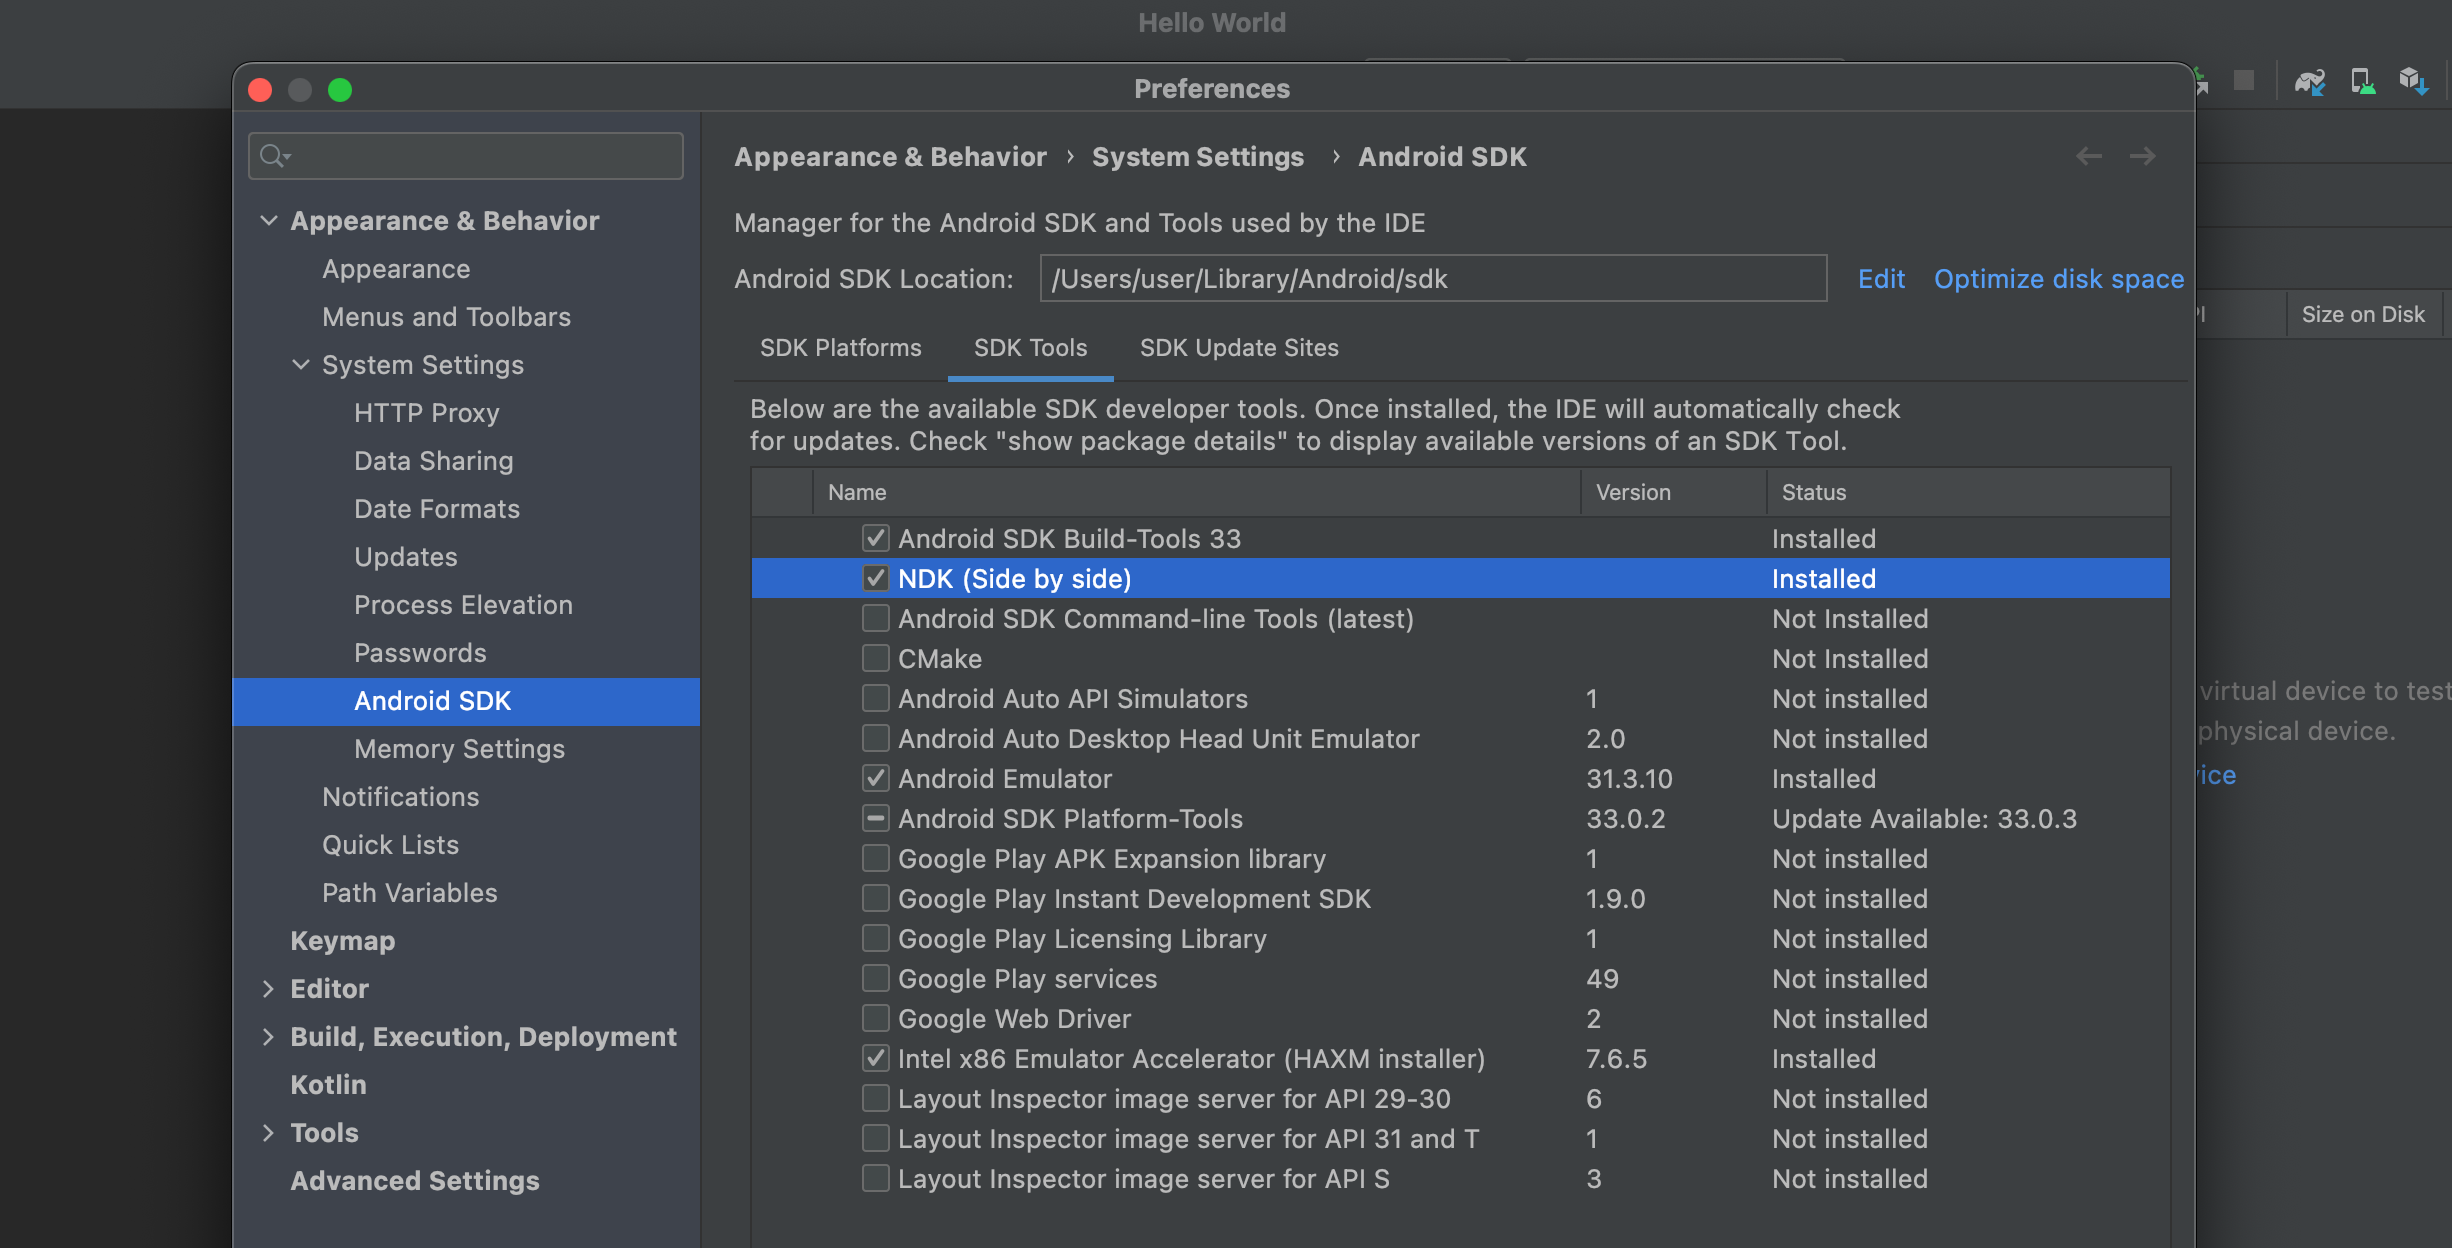 Hello World
Preferences
Appearance & Behavior
Appearance
Menus and Toolbars
System Settings
HTTP Proxy
Data Sharing
Date Formats
Updates
Process Elevation
Passwords
Android SDK
Memory Settings
Notifications
Quick Lists
Path Variables
Keymap
Editor
Build, Execution, Deployment
Kotlin
Tools
Advanced Settings
Appearance & Behavior › System Settings › Android SDK
Manager for the Android SDK and Tools used by the IDE
Android SDK Location: /Users/user/Library/Android/sdk Edit Optimize disk space
SDK Platforms SDK Tools SDK Update Sites
Below are the available SDK developer tools. Once installed, the IDE will automatically check
for updates. Check "show package details" to display available versions of an SDK Tool.
Name Version Status
Android SDK Build-Tools 33 Installed
NDK (Side by side) Installed
Android SDK Command-line Tools (latest) Not Installed
CMake Not Installed
Android Auto API Simulators 1 Not installed
Android Auto Desktop Head Unit Emulator 2.0 Not installed
Android Emulator 31.3.10 Installed
Android SDK Platform-Tools 33.0.2 Update Available: 33.0.3
Google Play APK Expansion library 1 Not installed
Google Play Instant Development SDK 1.9.0 Not installed
Google Play Licensing Library 1 Not installed
Google Play services 49 Not installed
Google Web Driver 2 Not installed
Intel x86 Emulator Accelerator (HAXM installer) 7.6.5 Installed
Layout Inspector image server for API 29-30 6 Not installed
Layout Inspector image server for API 31 and T 1 Not installed
Layout Inspector image server for API S 3 Not installed
Size on Disk
virtual device to test
physical device.